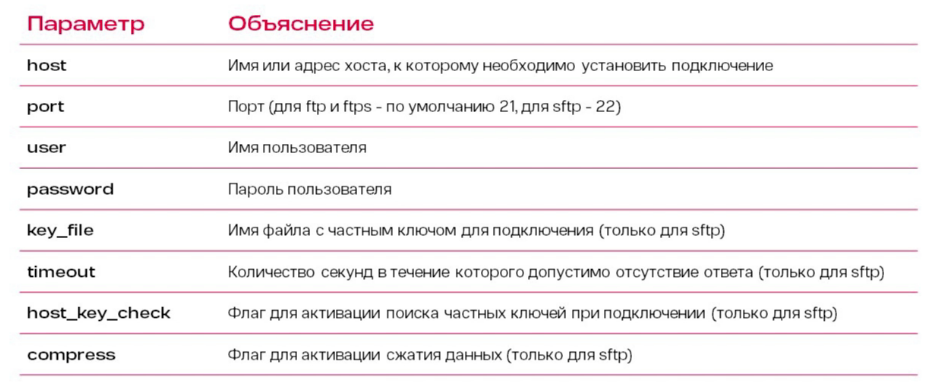 Параметр Объяснение
host Имя или адрес хоста, к которому необходимо установить подключение
port Порт (для ftp и ftps - по умолчанию 21, для sftp - 22)
user Имя пользователя
password Пароль пользователя
key_file Имя файла с частным ключом для подключения (только для sftp)
timeout Количество секунд в течение которого допустимо отсутствие ответа (только для sftp)
host_key_check Флаг для активации поиска частных ключей при подключении (только для sftp)
compress Флаг для активации сжатия данных (только для sftp)